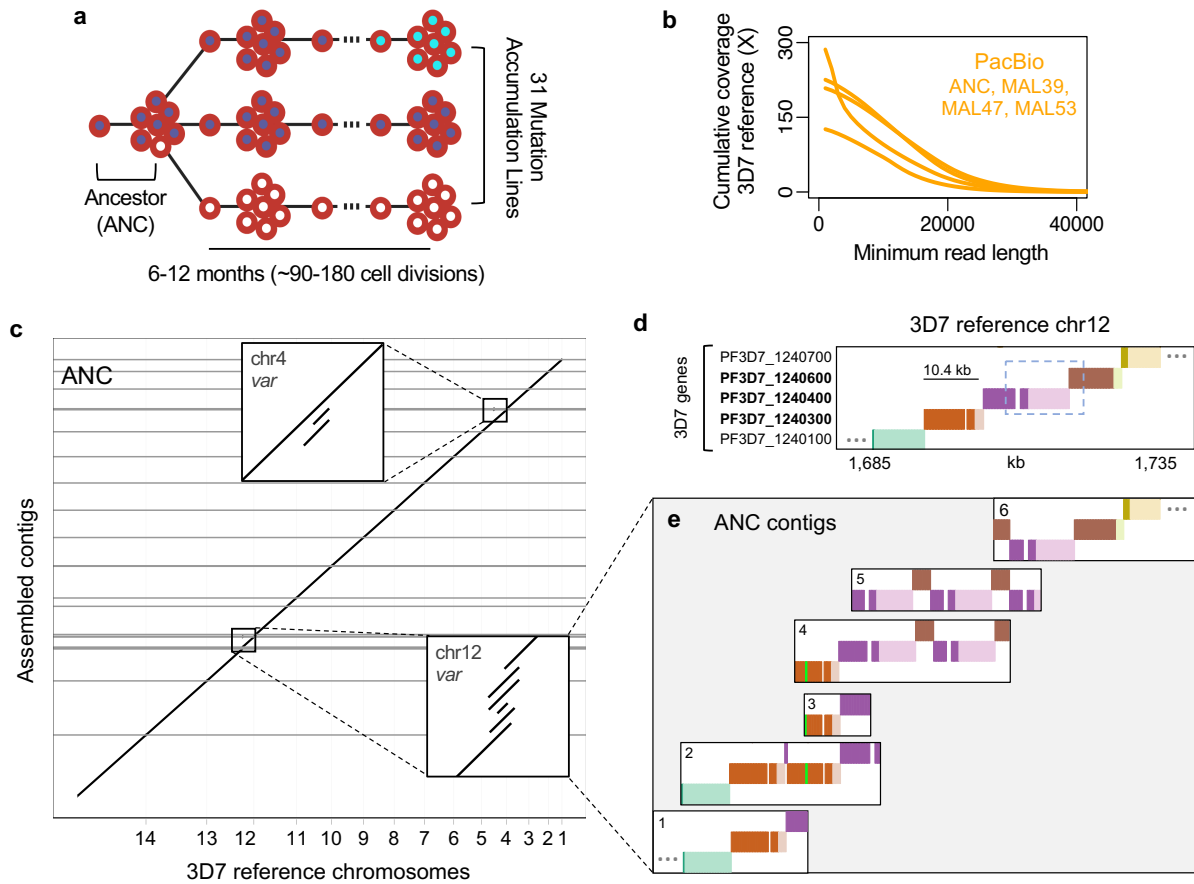 a
Ancestor
(ANC)
31 Mutation
Accumulation Lines
6-12 months (~90-180 cell divisions)
b
Cumulative coverage
3D7 reference (X)
300
150
0
PacBio
ANC, MAL39,
MAL47, MAL53
0
20000
40000
Minimum read length
c
ANC
chr4
var
chr12
var
Assembled contigs
14
13
12
11
10
9
8
7
6
5
4
3
2
1
3D7 reference chromosomes
d
3D7 reference chr12
3D7 genes
PF3D7_1240700
PF3D7_1240600
PF3D7_1240400
PF3D7_1240300
PF3D7_1240100
10.4 kb
1,685
kb
1,735
e
ANC contigs
6
5
4
3
2
1